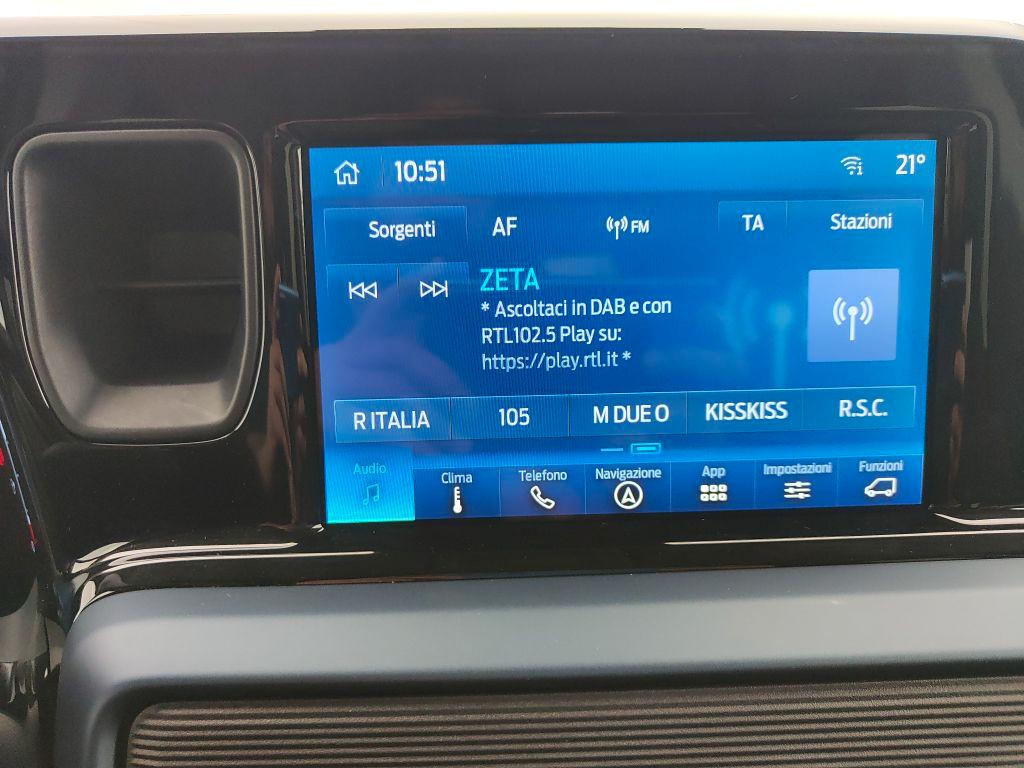 10:51
21°
Sorgenti
AF
FM
TA
Stazioni
ZETA
* Ascoltaci in DAB e con
RTL102.5 Play su:
https://play.rtl.it *
R ITALIA
105
M DUE O
KISSKISS
R.S.C.
Audio
Clima
Telefono
Navigazione
App
Impostazioni
Funzioni